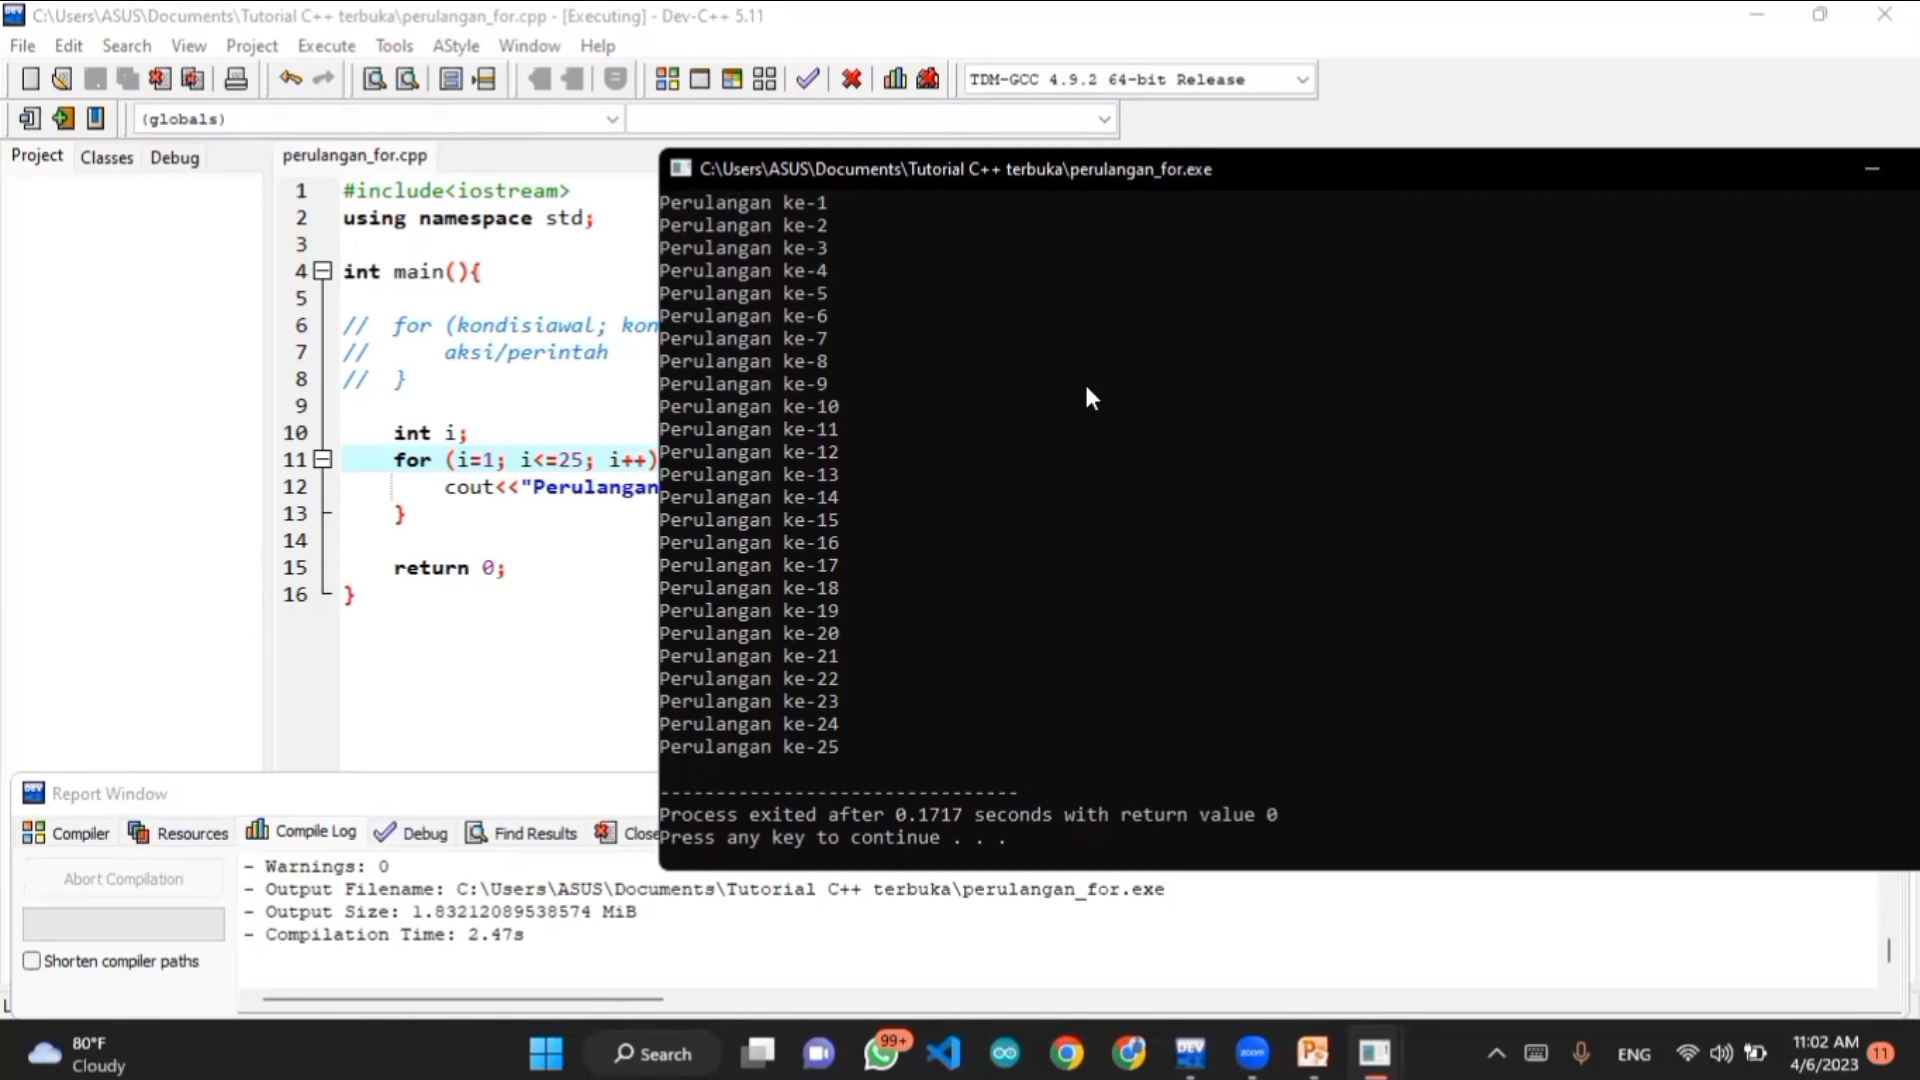 C:\Users\ASUS\Documents\Tutorial C++ terbuka\perulangan_for.cpp - [Executing] - Dev-C++ 5.11
File Edit Search View Project Execute Tools AStyle Window Help
TDM-GCC 4.9.2 64-bit Release
(globals)
Project Classes Debug
perulangan_for.cpp
1 #include<iostream>
2 using namespace std;
3
4 int main(){
5
6 // for (kondisiawal; kon
7 // aksi/perintah
8 // }
9
10 int i;
11 for (i=1; i<=25; i++)
12 cout<<"Perulangan
13 }
14
15 return 0;
16 }
C:\Users\ASUS\Documents\Tutorial C++ terbuka\perulangan_for.exe
Perulangan ke-1
Perulangan ke-2
Perulangan ke-3
Perulangan ke-4
Perulangan ke-5
Perulangan ke-6
Perulangan ke-7
Perulangan ke-8
Perulangan ke-9
Perulangan ke-10
Perulangan ke-11
Perulangan ke-12
Perulangan ke-13
Perulangan ke-14
Perulangan ke-15
Perulangan ke-16
Perulangan ke-17
Perulangan ke-18
Perulangan ke-19
Perulangan ke-20
Perulangan ke-21
Perulangan ke-22
Perulangan ke-23
Perulangan ke-24
Perulangan ke-25
--------------------------------
Process exited after 0.1717 seconds with return value 0
Press any key to continue . . .
Report Window
Compiler Resources Compile Log Debug Find Results Close
Abort Compilation
Shorten compiler paths
- Warnings: 0
- Output Filename: C:\Users\ASUS\Documents\Tutorial C++ terbuka\perulangan_for.exe
- Output Size: 1.83212089538574 MiB
- Compilation Time: 2.47s
80°F
Cloudy
Search
99+
DEV
zoom
ENG
11:02 AM
4/6/2023
11